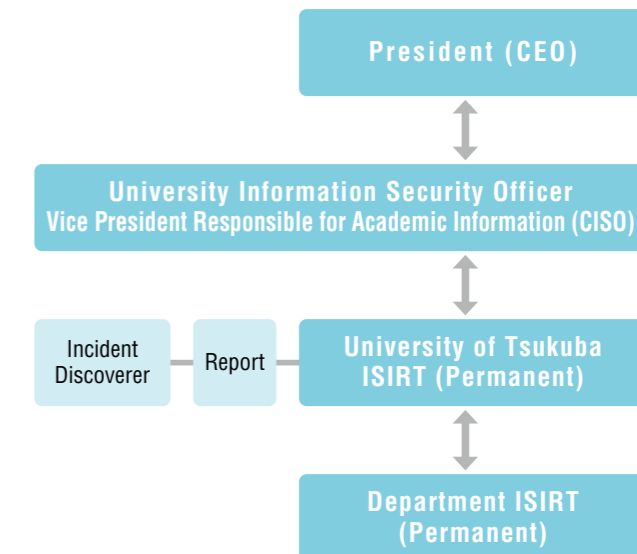 President (CEO)
University Information Security Officer
Vice President Responsible for Academic Information (CISO)
Incident
Discoverer
Report
University of Tsukuba
ISIRT (Permanent)
Department ISIRT
(Permanent)